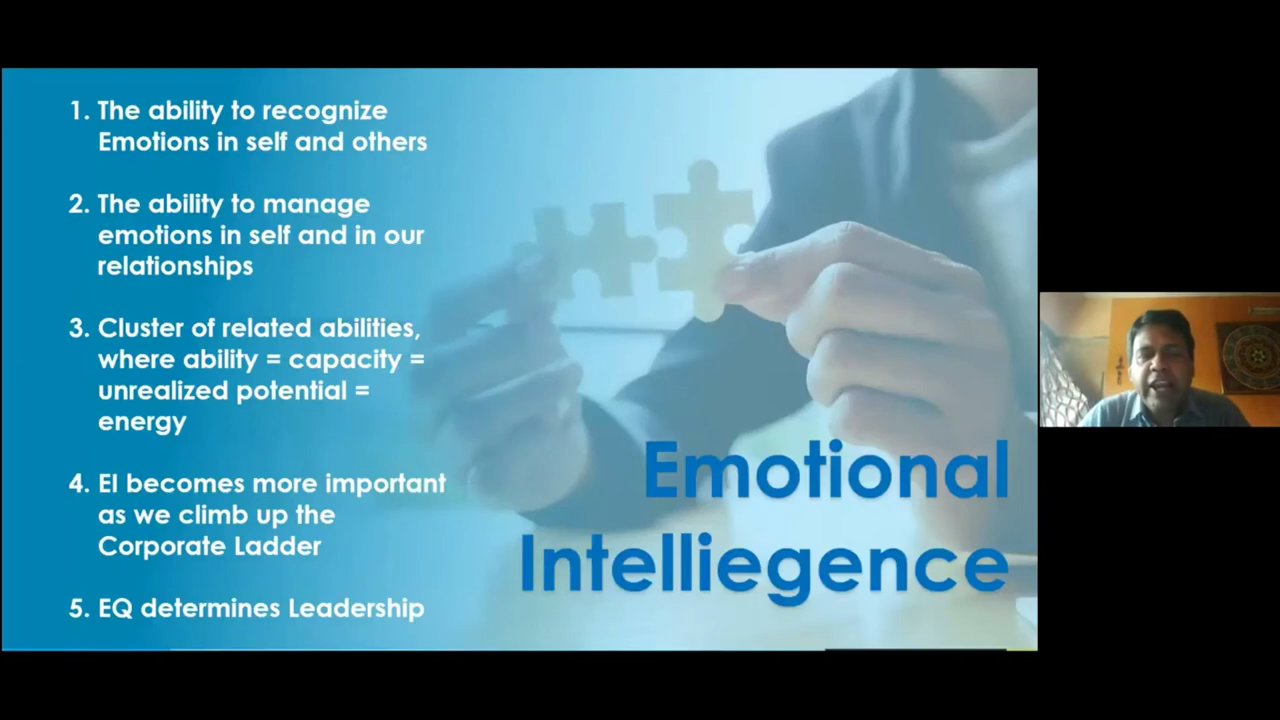 1. The ability to recognize
Emotions in self and others
2. The ability to manage
emotions in self and in our
relationships
3. Cluster of related abilities,
where ability = capacity =
unrealized potential =
energy
4. EI becomes more important
as we climb up the
Corporate Ladder
5. EQ determines Leadership
Emotional
Intelliegence